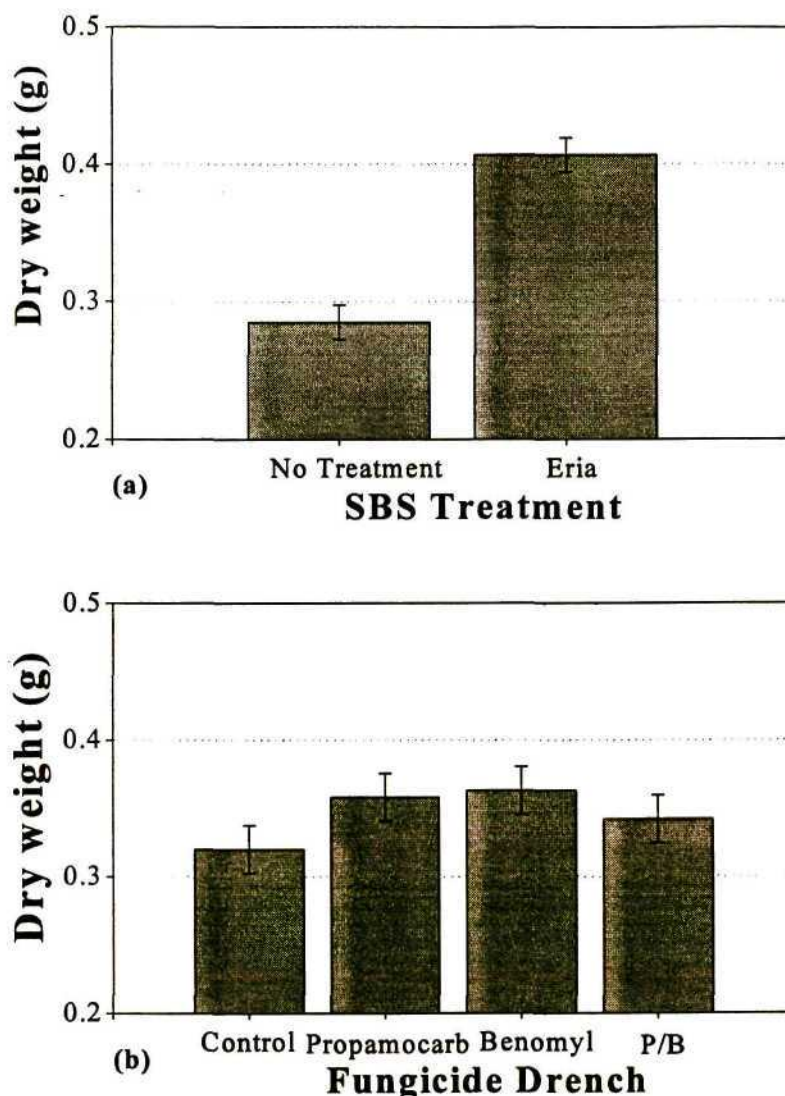 0.5
0.4
0.3
0.2
Dry weight (g)
No Treatment Eria
(a)
SBS Treatment
0.5
0.4
0.3
0.2
Dry weight (g)
Control Propamocarb Benomyl P/B
(b)
Fungicide Drench